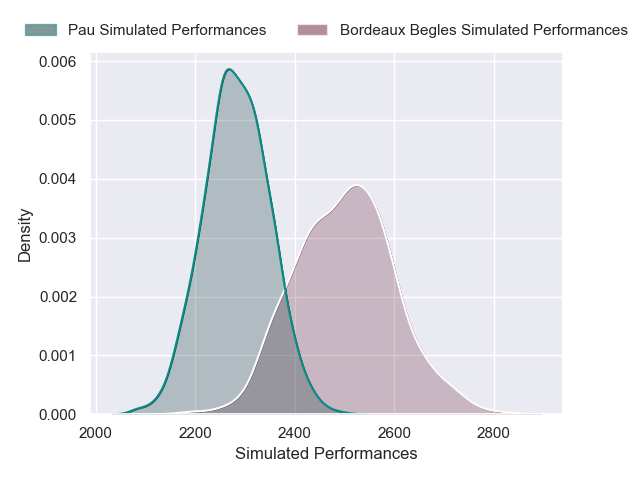 Pau Simulated Performances
Bordeaux Begles Simulated Performances
0.006
0.005
0.004
0.003
0.002
0.001
0.000
Density
2000 2200 2400 2600 2800
Simulated Performances